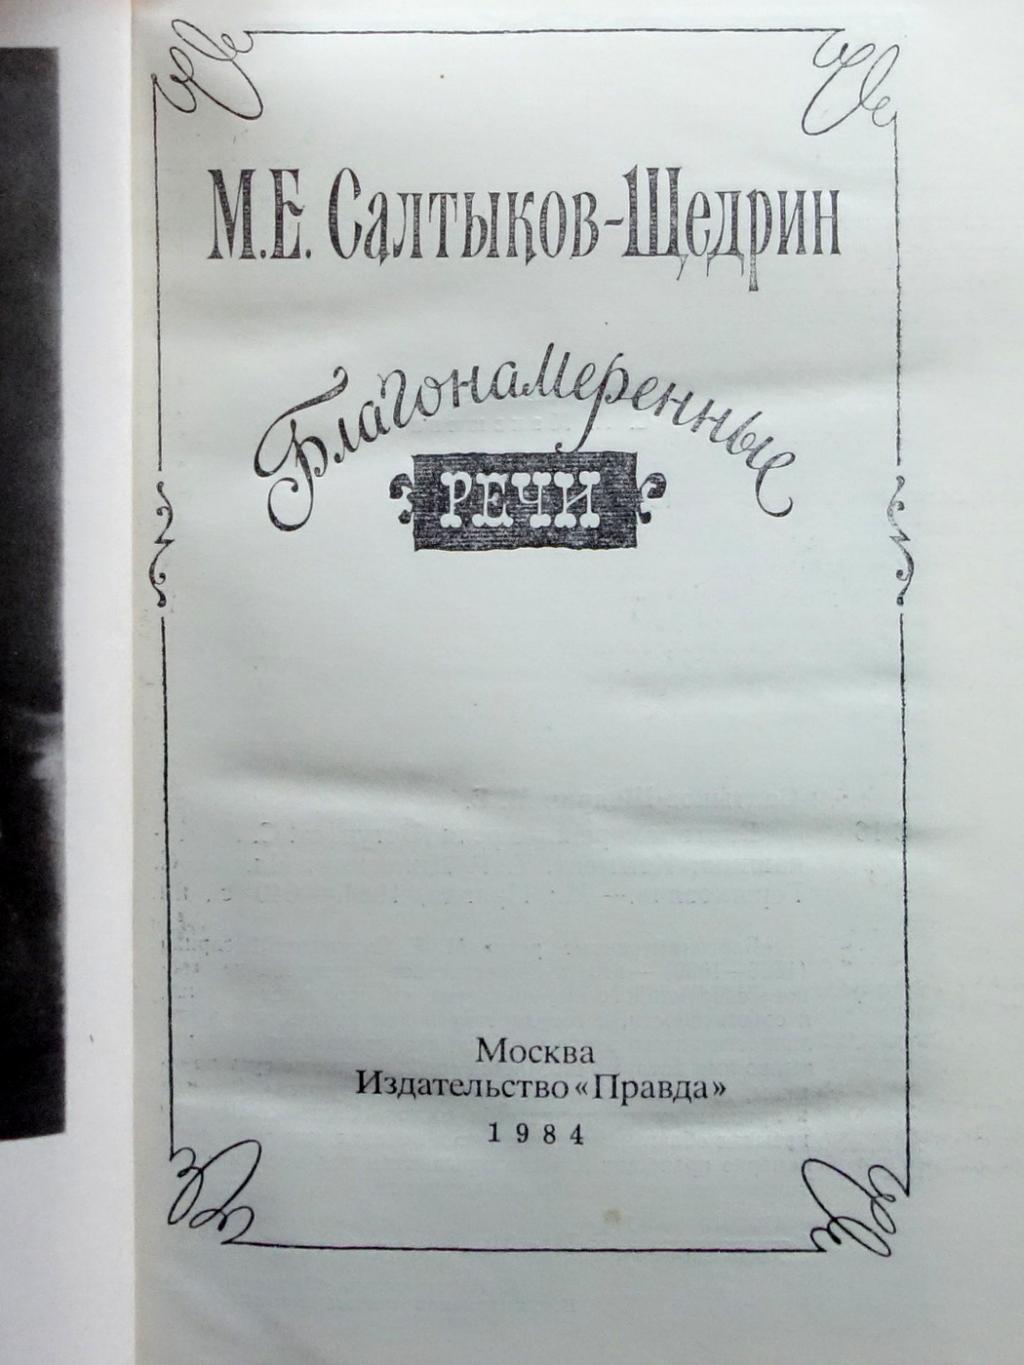 М.Е. Салтыков-Щедрин
Благонамеренные
РЕЧИ
Москва
Издательство «Правда»
1984